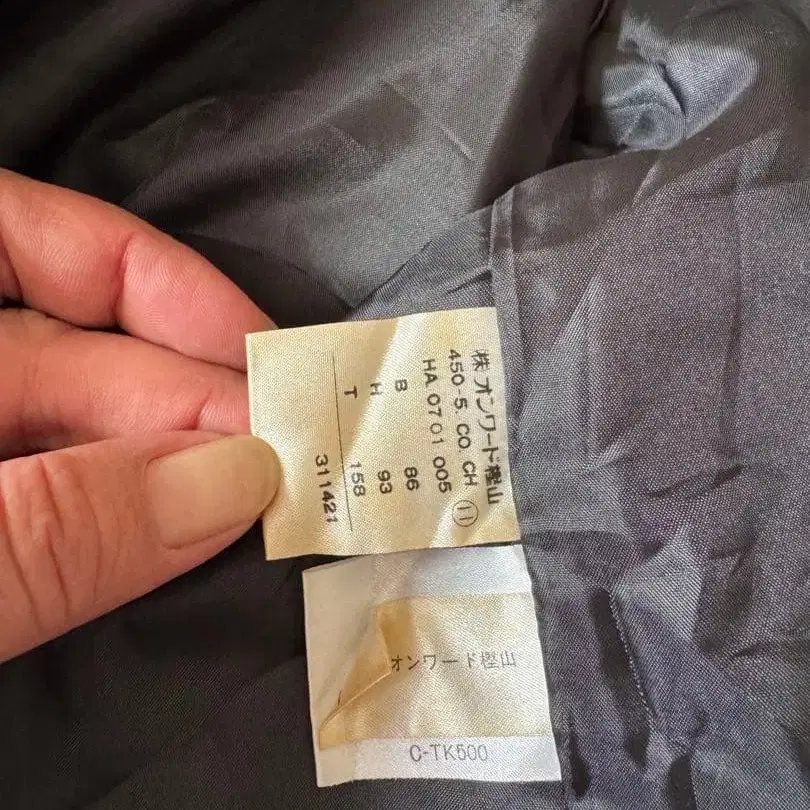 ㈱オンワード樫山
450-5. CO. CH ⑪
HA 0701 005
B 86
H 93
T 158
311421
オンワード樫山
C-TK500